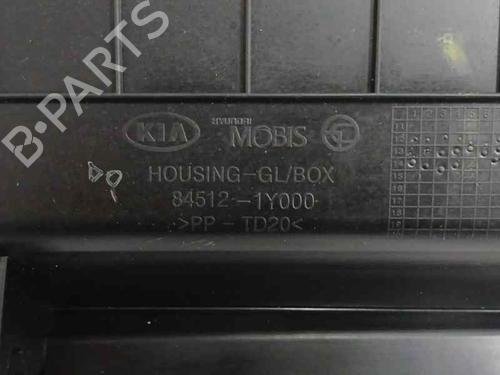 B-PARTS
KIA HYUNDAI MOBIS
HOUSING-GL/BOX
84512-1Y000
>PP-TD20<